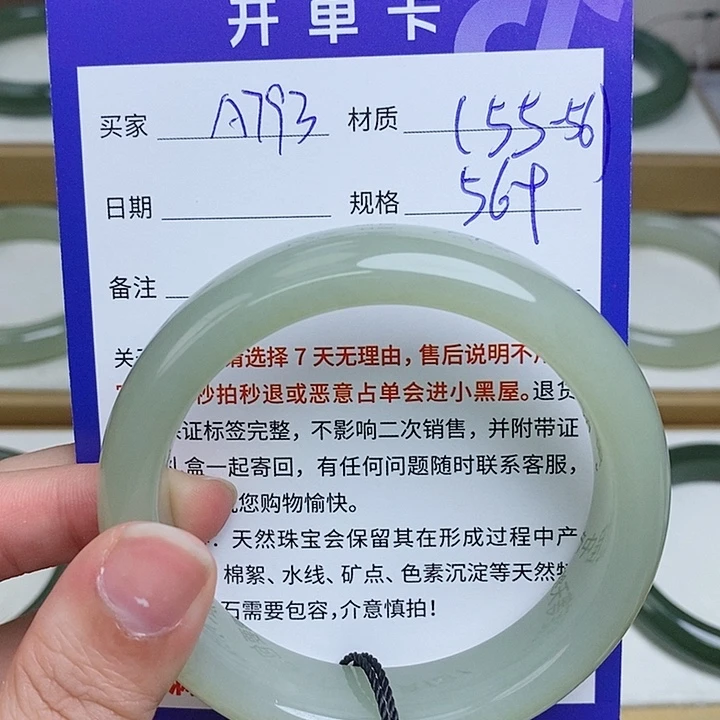 开单卡
买家 A793 材质 (55-56)
日期 规格 564
备注
关 请选择7天无理由，售后说明不
秒拍秒退或恶意占单会进小黑屋。退货
证标签完整，不影响二次销售，并附带证
礼盒一起寄回，有任何问题随时联系客服，
祝您购物愉快。
天然珠宝会保留其在形成过程中产
棉絮、水线、矿点、色素沉淀等天然
石需要包容，介意慎拍！